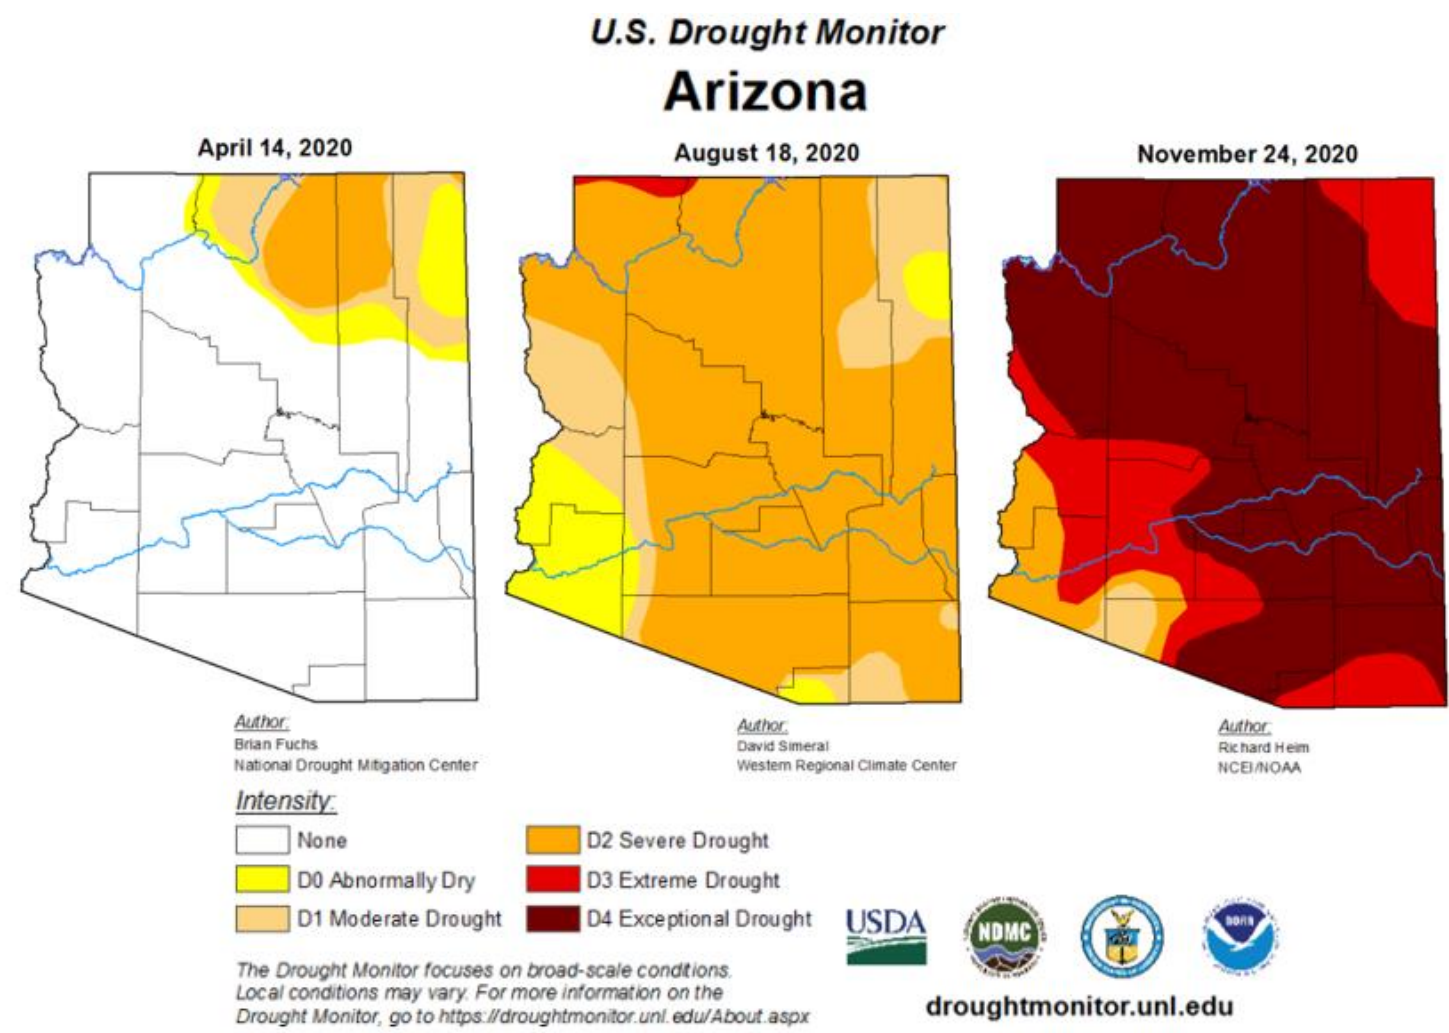 U.S. Drought Monitor
Arizona
April 14, 2020
August 18, 2020
November 24, 2020
Author:
Brian Fuchs
National Drought Mitigation Center
Author:
David Simeral
Western Regional Climate Center
Author:
Richard Heim
NCEI/NOAA
Intensity:
None
D0 Abnormally Dry
D1 Moderate Drought
D2 Severe Drought
D3 Extreme Drought
D4 Exceptional Drought
The Drought Monitor focuses on broad-scale conditions.
Local conditions may vary. For more information on the
Drought Monitor, go to https://droughtmonitor.unl.edu/About.aspx
USDA
NDMC
droughtmonitor.unl.edu